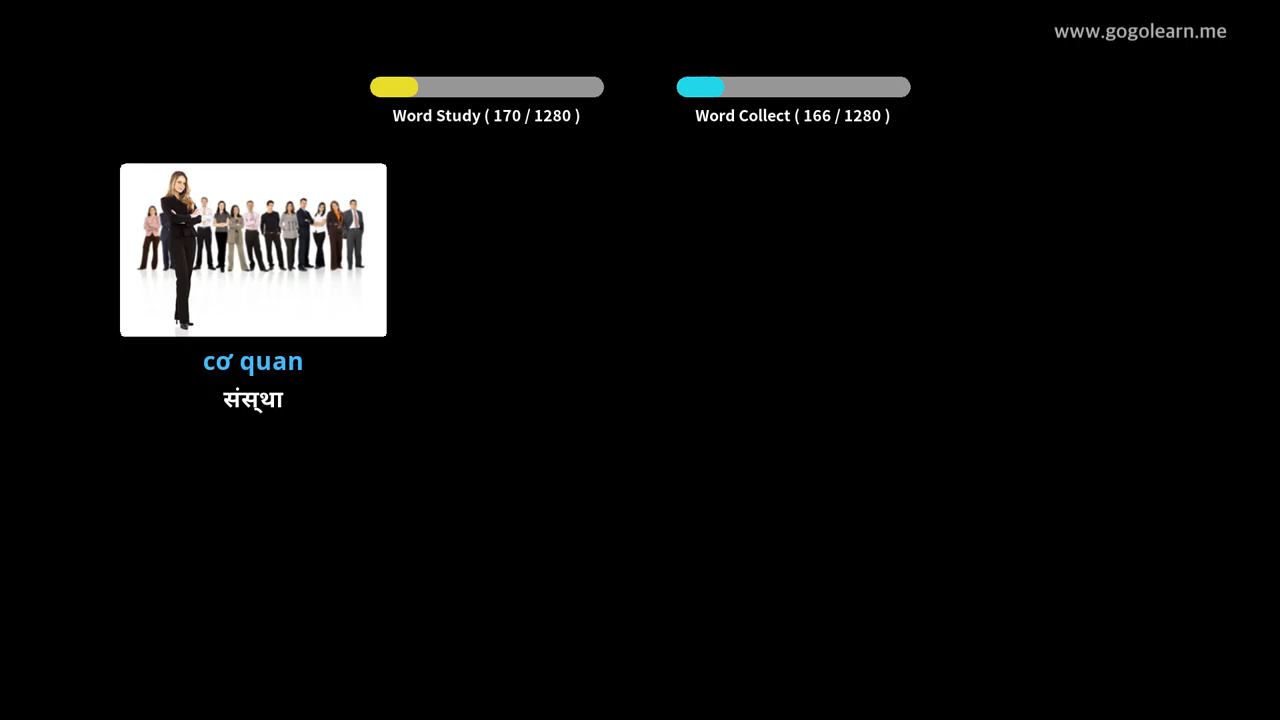 www.gogolearn.me
Word Study ( 170 / 1280 )
Word Collect ( 166 / 1280 )
cơ quan
संस्था